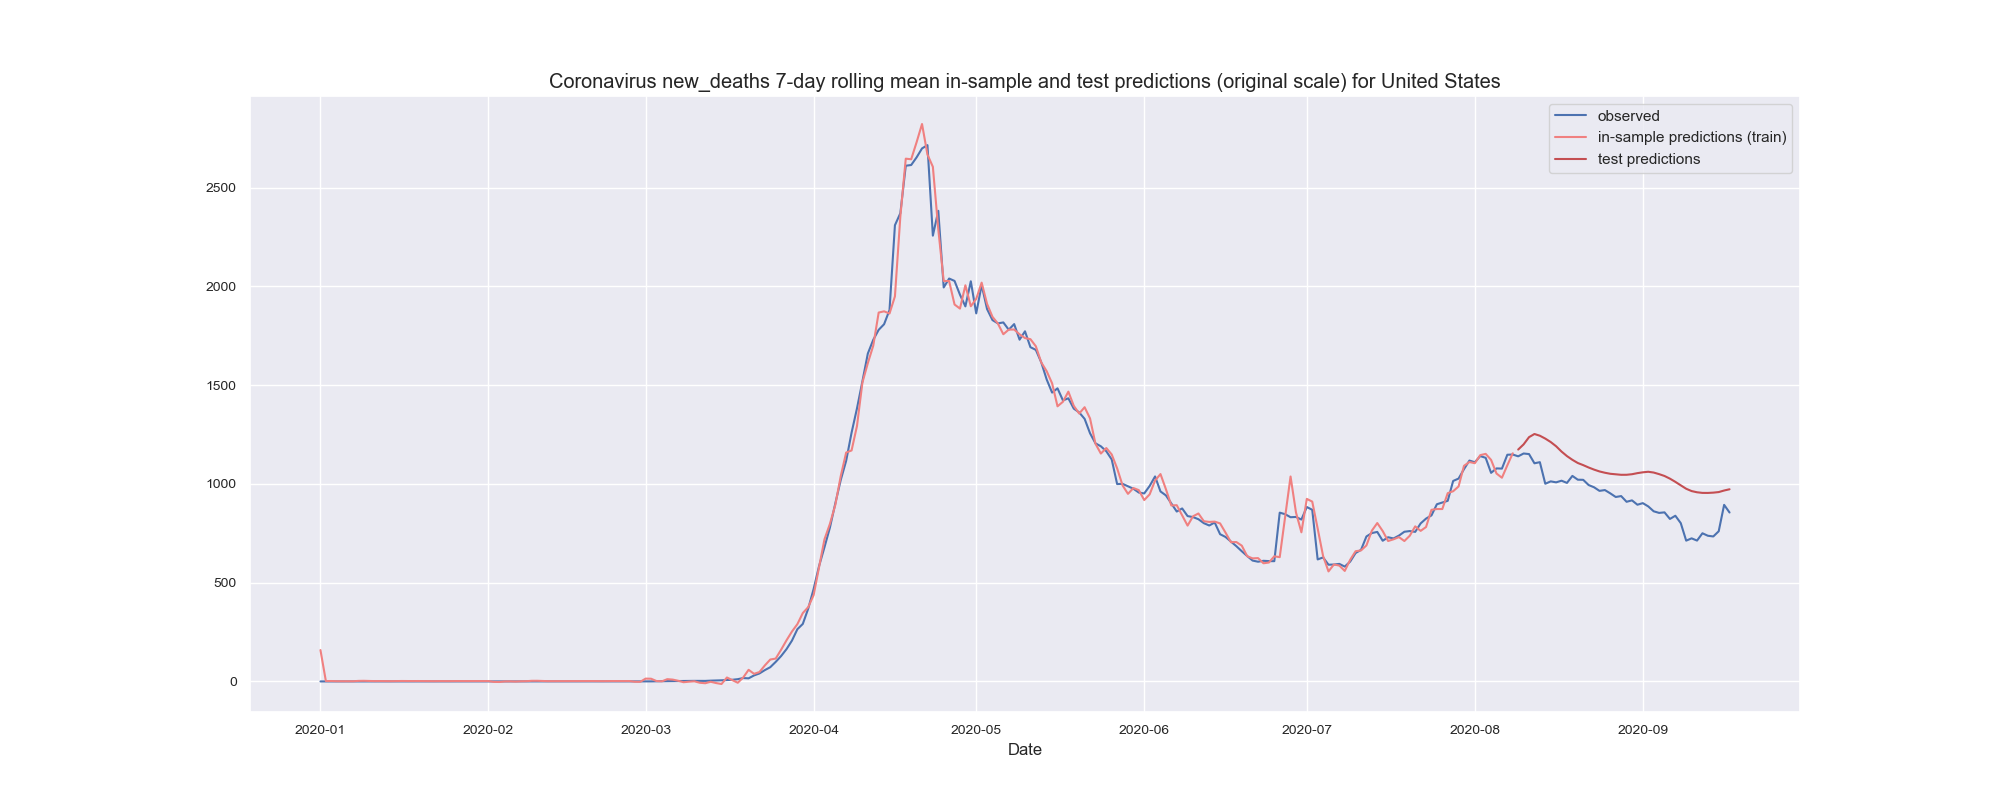 Coronavirus new_deaths 7-day rolling mean in-sample and test predictions (original scale) for United States
observed
in-sample predictions (train)
test predictions
2500
2000
1500
1000
500
0
2020-01 2020-02 2020-03 2020-04 2020-05 2020-06 2020-07 2020-08 2020-09
Date